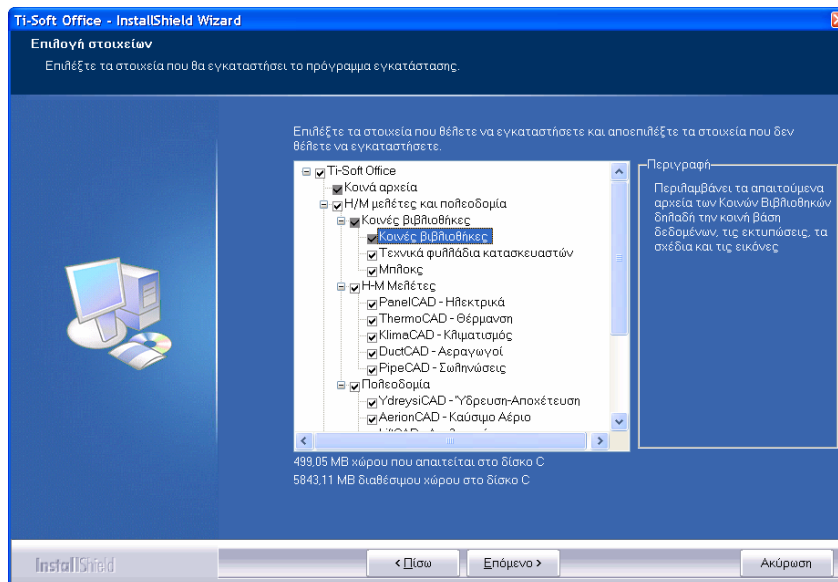 Ti-Soft Office - InstallShield Wizard
Επιλογή στοιχείων
Επιλέξτε τα στοιχεία που θα εγκαταστήσει το πρόγραμμα εγκατάστασης.
Επιλέξτε τα στοιχεία που θέλετε να εγκαταστήσετε και αποεπιλέξτε τα στοιχεία που δεν
θέλετε να εγκαταστήσετε.
Ti-Soft Office
Κοινά αρχεία
Η/Μ μελέτες και πολεοδομία
Κοινές βιβλιοθήκες
Κοινές βιβλιοθήκες
Τεχνικά φυλλάδια κατασκευαστών
Μπλοκς
Η-Μ Μελέτες
PanelCAD - Ηλεκτρικά
ThermoCAD - Θέρμανση
KlimaCAD - Κλιματισμός
DuctCAD - Αεραγωγοί
PipeCAD - Σωληνώσεις
Πολεοδομία
YdreysiCAD - Ύδρευση-Αποχέτευση
AerionCAD - Καύσιμο Αέριο
Περιγραφή
Περιλαμβάνει τα απαιτούμενα
αρχεία των Κοινών Βιβλιοθηκών
δηλαδή την κοινή βάση
δεδομένων, τις εκτυπώσεις, τα
σχέδια και τις εικόνες
499,05 MB χώρου που απαιτείται στο δίσκο C
5843,11 MB διαθέσιμου χώρου στο δίσκο C
InstallShield
< Πίσω
Επόμενο >
Ακύρωση